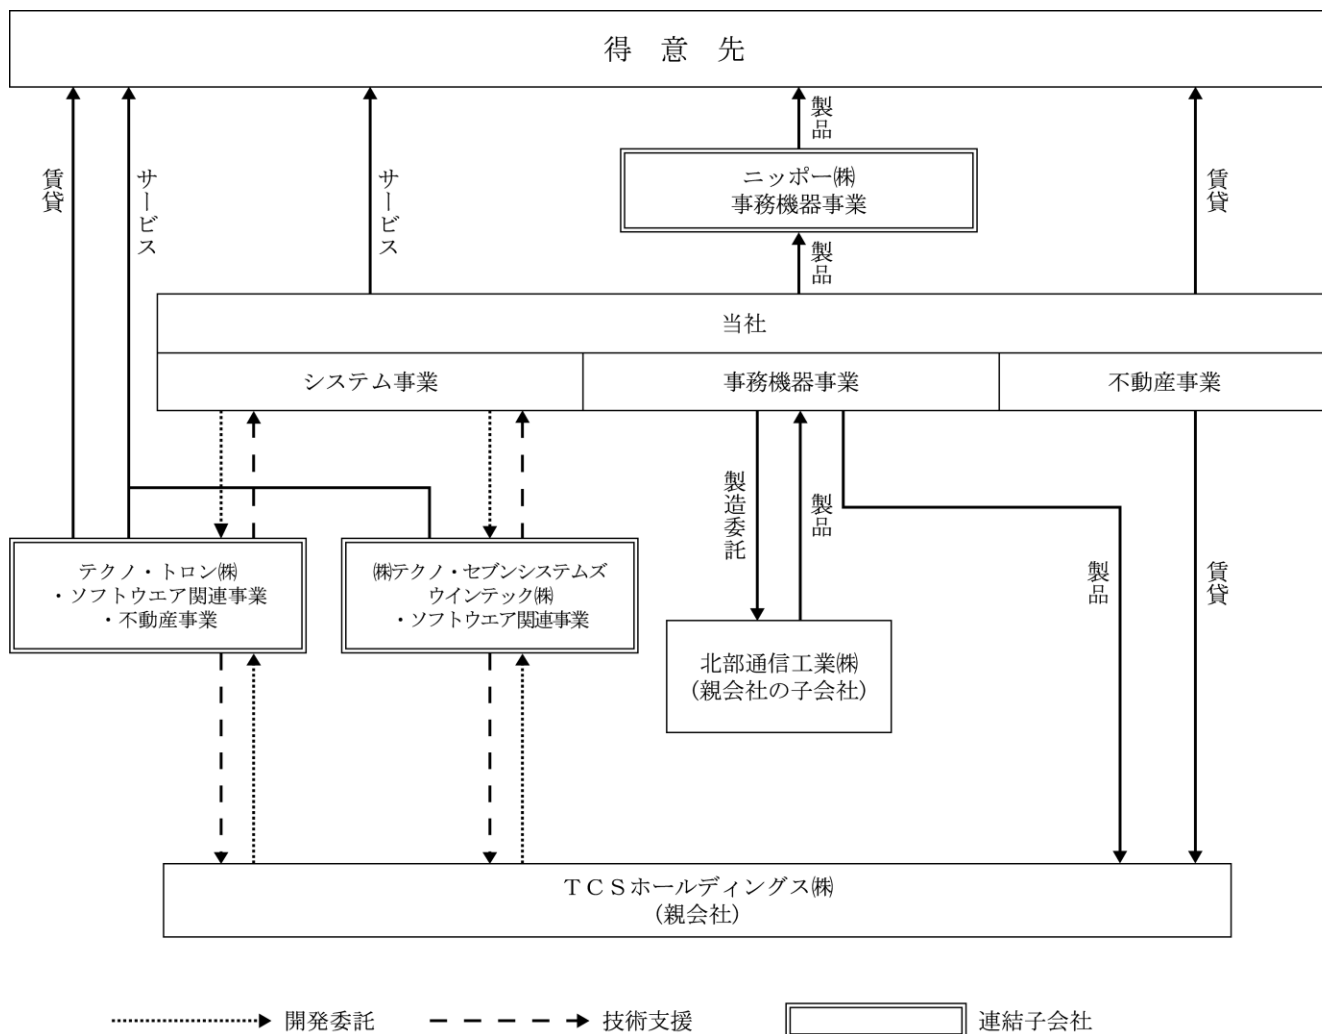 得　意　先
製品
ニッポー㈱
事務機器事業
賃貸
サービス
サービス
賃貸
製品
当社
システム事業
事務機器事業
不動産事業
製造委託
製品
製品
賃貸
テクノ・トロン㈱
・ソフトウエア関連事業
・不動産事業
㈱テクノ・セブンシステムズ
ウインテック㈱
・ソフトウエア関連事業
北部通信工業㈱
(親会社の子会社)
ＴＣＳホールディングス㈱
(親会社)
開発委託
技術支援
連結子会社